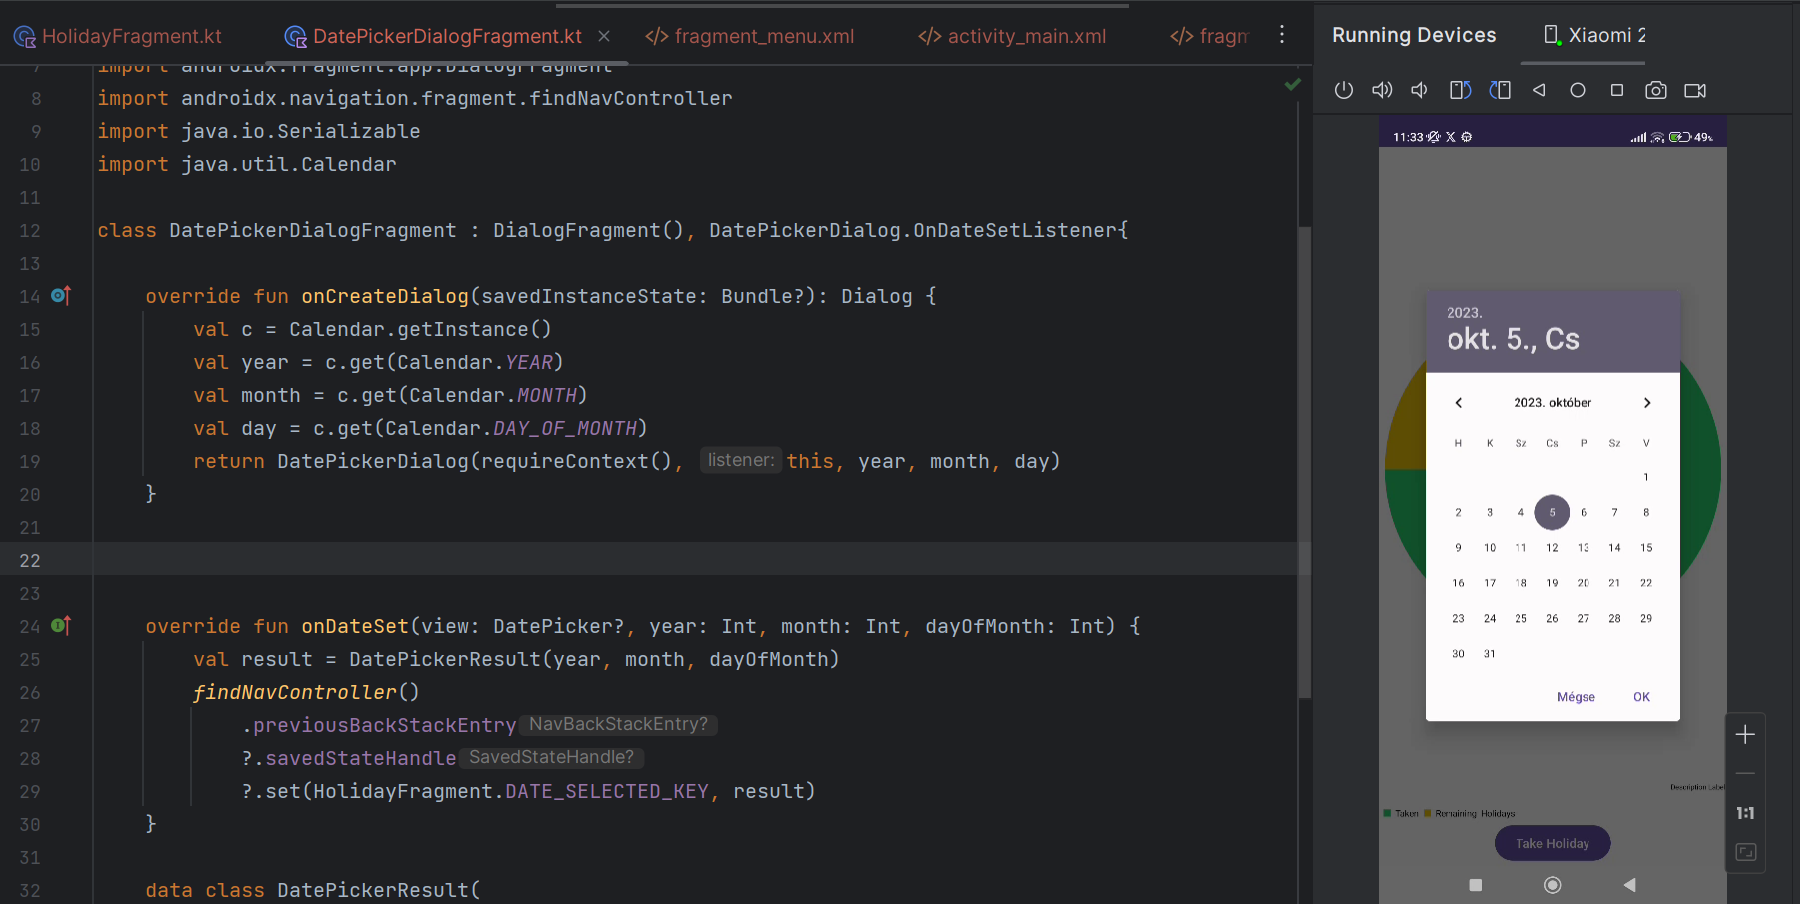 HolidayFragment.kt
DatePickerDialogFragment.kt
fragment_menu.xml
activity_main.xml
fragm
Running Devices
Xiaomi 2
7 import androidx.fragment.app.DialogFragment
8 import androidx.navigation.fragment.findNavController
9 import java.io.Serializable
10 import java.util.Calendar
11
12 class DatePickerDialogFragment : DialogFragment(), DatePickerDialog.OnDateSetListener{
13
14 override fun onCreateDialog(savedInstanceState: Bundle?): Dialog {
15 val c = Calendar.getInstance()
16 val year = c.get(Calendar.YEAR)
17 val month = c.get(Calendar.MONTH)
18 val day = c.get(Calendar.DAY_OF_MONTH)
19 return DatePickerDialog(requireContext(), listener: this, year, month, day)
20 }
21
22
23
24 override fun onDateSet(view: DatePicker?, year: Int, month: Int, dayOfMonth: Int) {
25 val result = DatePickerResult(year, month, dayOfMonth)
26 findNavController()
27 .previousBackStackEntry NavBackStackEntry?
28 ?.savedStateHandle SavedStateHandle?
29 ?.set(HolidayFragment.DATE_SELECTED_KEY, result)
30 }
31
32 data class DatePickerResult(
11:33 49%
2023.
okt. 5., Cs
2023. október
H K Sz Cs P Sz V
1
2 3 4 5 6 7 8
9 10 11 12 13 14 15
16 17 18 19 20 21 22
23 24 25 26 27 28 29
30 31
Mégse OK
Description Label
Taken Remaining Holidays
Take Holiday
1:1